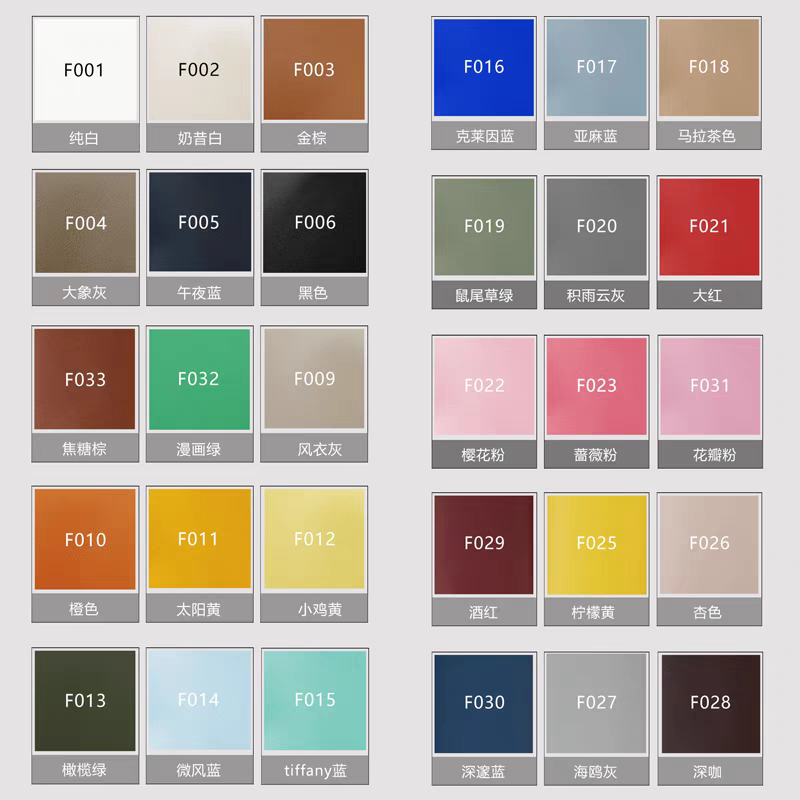 F001 F002 F003
纯白 奶昔白 金棕
F004 F005 F006
大象灰 午夜蓝 黑色
F033 F032 F009
焦糖棕 漫画绿 风衣灰
F010 F011 F012
橙色 太阳黄 小鸡黄
F013 F014 F015
橄榄绿 微风蓝 tiffany蓝
F016 F017 F018
克莱因蓝 亚麻蓝 马拉茶色
F019 F020 F021
鼠尾草绿 积雨云灰 大红
F022 F023 F031
樱花粉 蔷薇粉 花瓣粉
F029 F025 F026
酒红 柠檬黄 杏色
F030 F027 F028
深邃蓝 海鸥灰 深咖